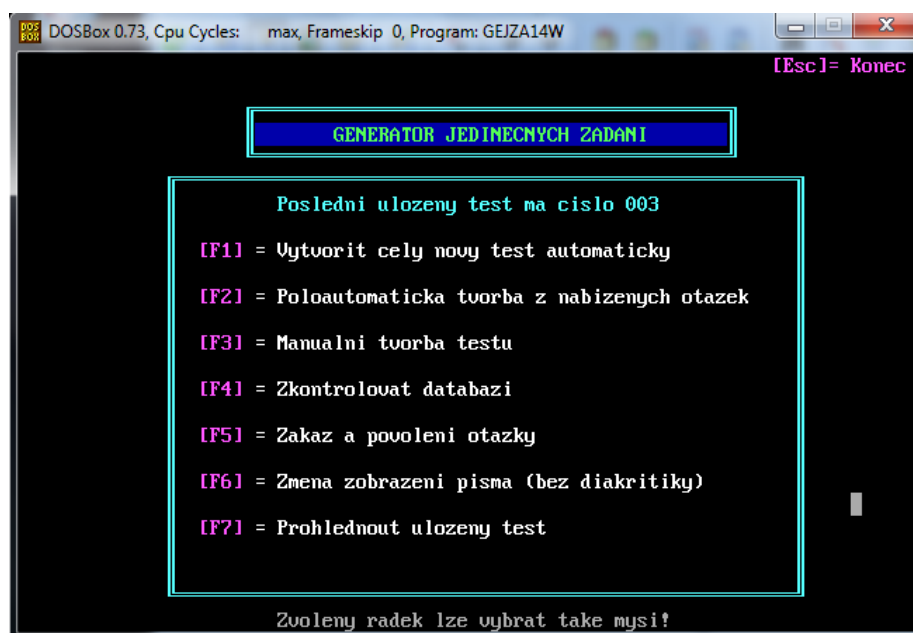 DOSBox 0.73, Cpu Cycles: max, Frameskip 0, Program: GEJZA14W
[Esc]= Konec
GENERATOR JEDINECNYCH ZADANI
Posledni ulozeny test ma cislo 003
[F1] = Vytvorit cely novy test automaticky
[F2] = Poloautomaticka tvorba z nabizenych otazek
[F3] = Manualni tvorba testu
[F4] = Zkontrolovat databazi
[F5] = Zakaz a povoleni otazky
[F6] = Zmena zobrazeni pisma (bez diakritiky)
[F7] = Prohlednout ulozeny test
Zvoleny radek lze vybrat take mysi!